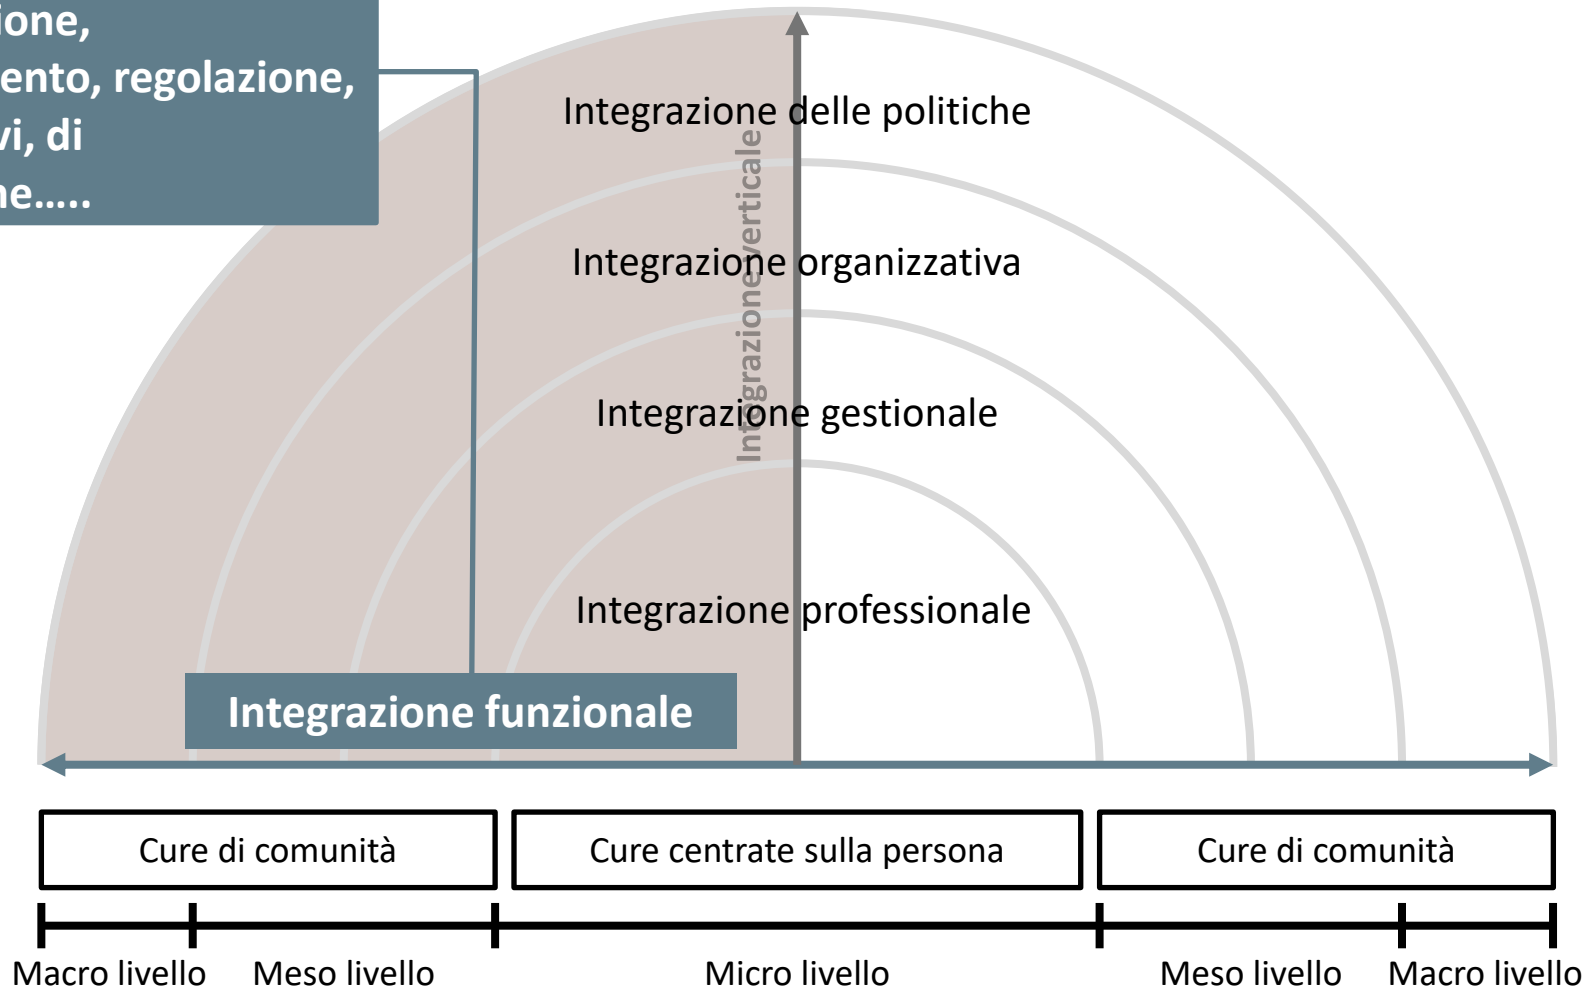 ione,
ento, regolazione,
vi, di
ne.....
Integrazione delle politiche
Integrazione verticale
Integrazione organizzativa
Integrazione gestionale
Integrazione professionale
Integrazione funzionale
Cure di comunità
Cure centrate sulla persona
Cure di comunità
Macro livello
Meso livello
Micro livello
Meso livello
Macro livello